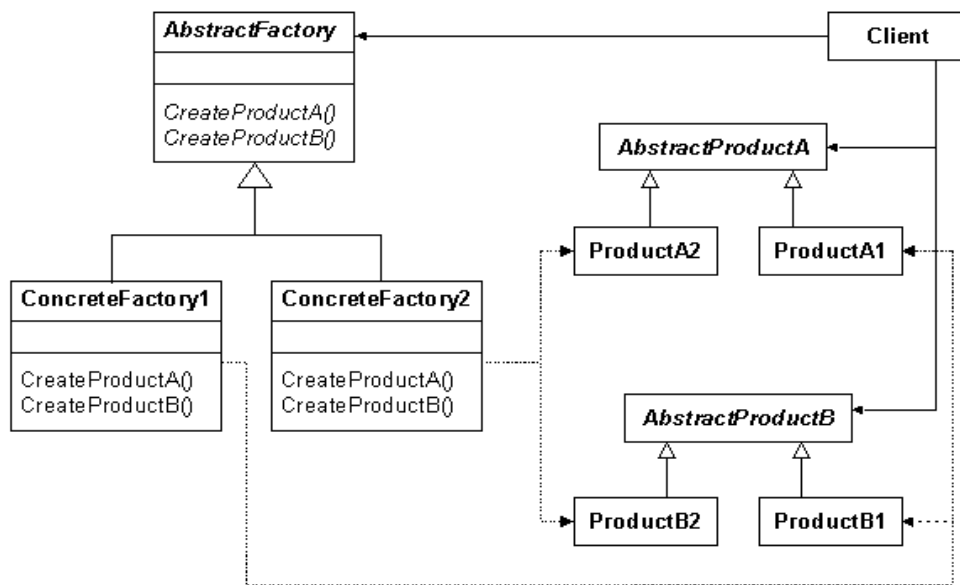 AbstractFactory
Client
CreateProductA()
CreateProductB()
AbstractProductA
ProductA2
ProductA1
ConcreteFactory1
ConcreteFactory2
CreateProductA()
CreateProductB()
CreateProductA()
CreateProductB()
AbstractProductB
ProductB2
ProductB1